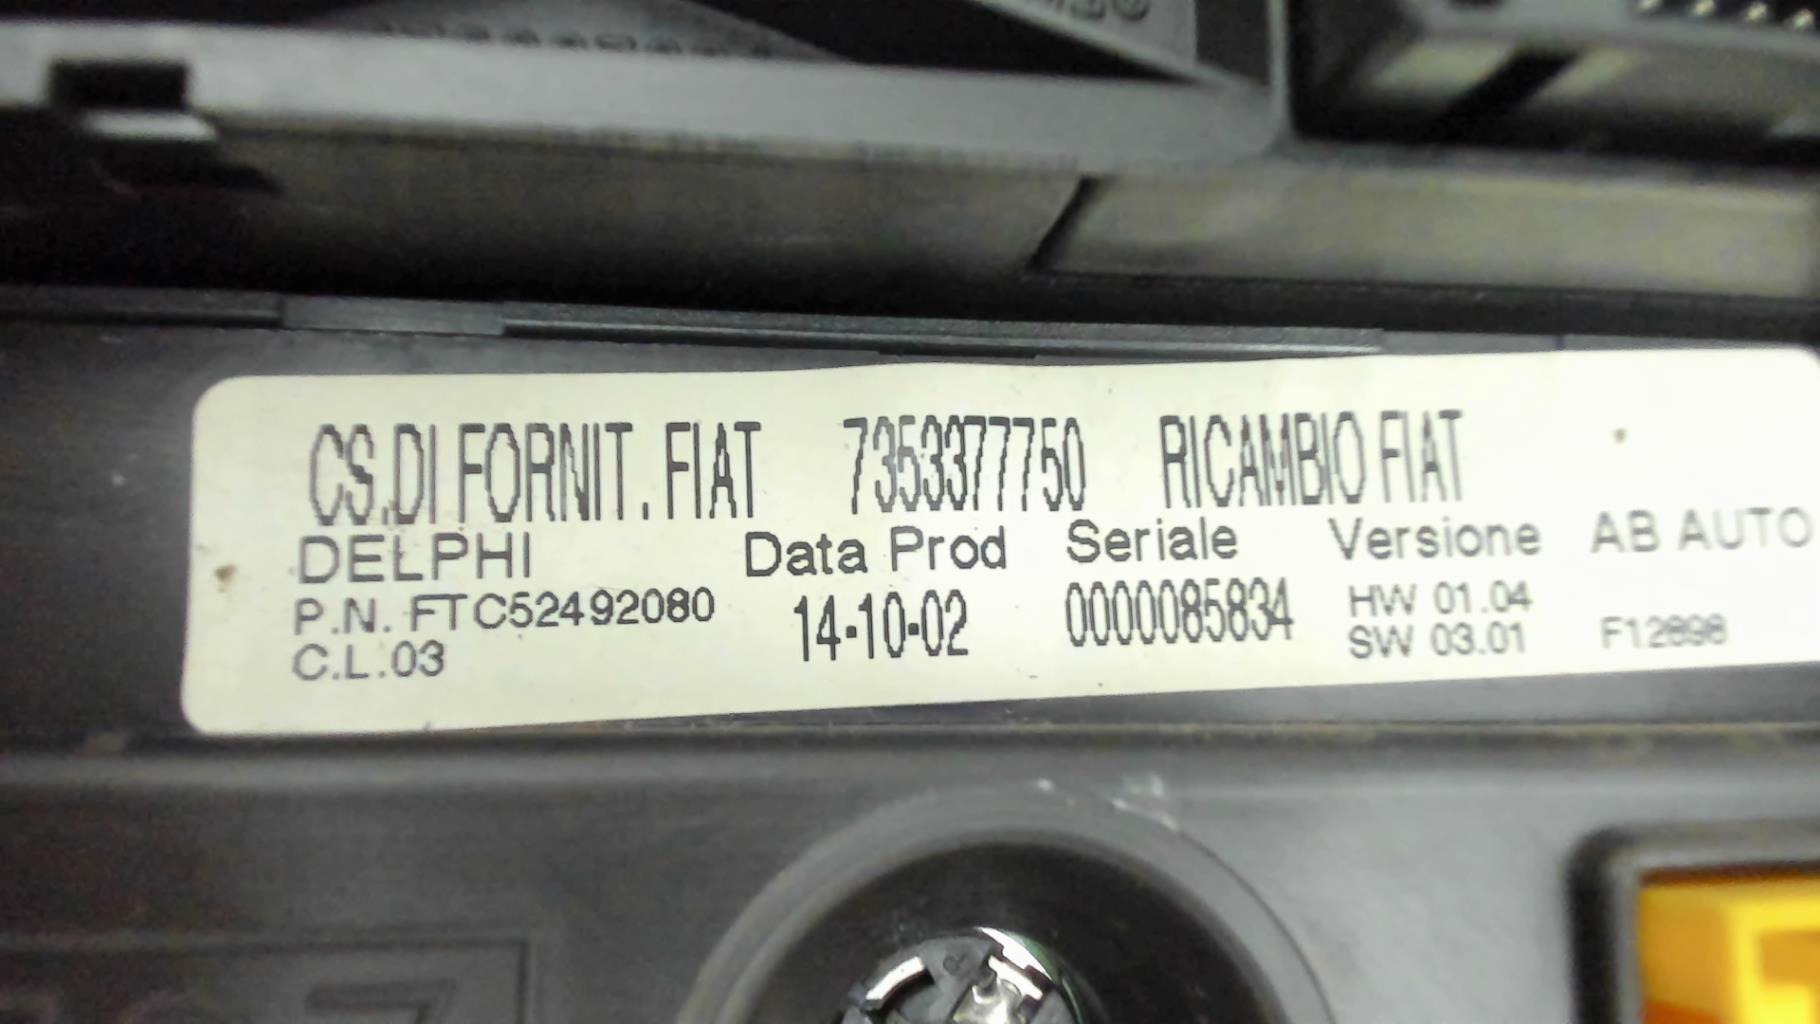 CS.DI FORNIT. FIAT 7353377750 RICAMBIO FIAT
DELPHI Data Prod Seriale Versione AB AUTO
P.N. FTC52492080 14-10-02 0000085834 HW 01.04
C.L.03 SW 03.01 F12898